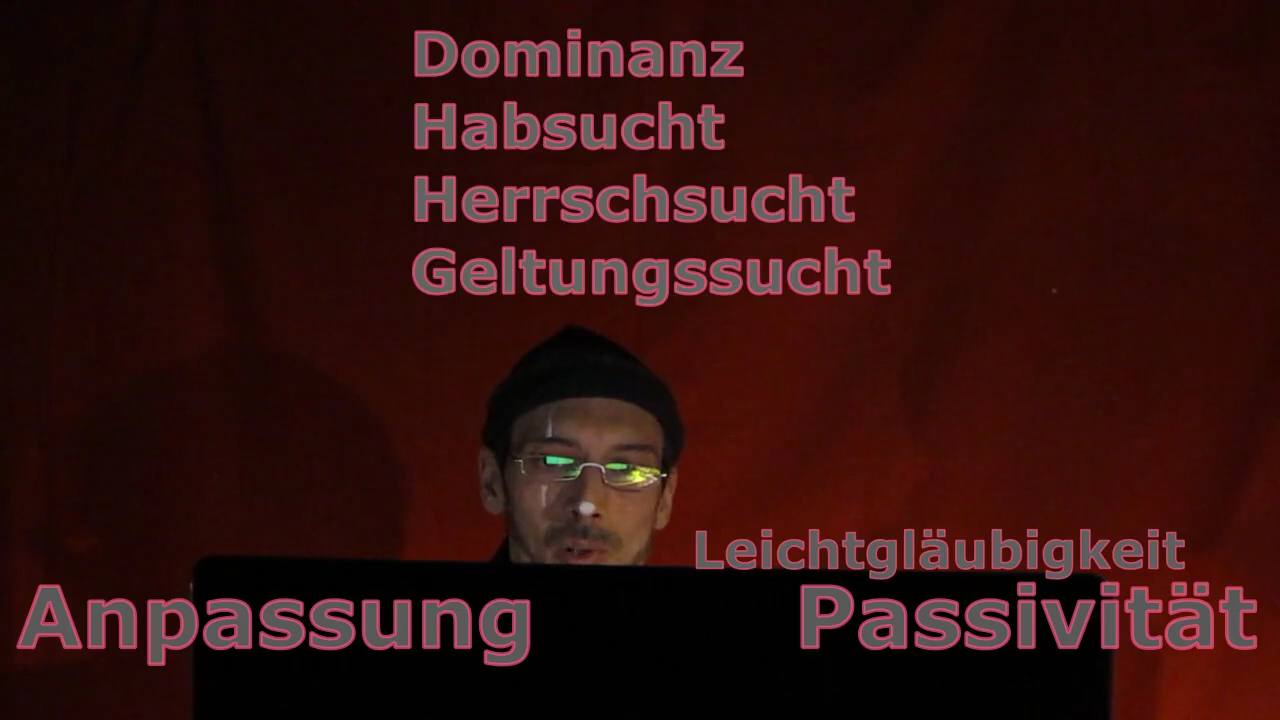 Dominanz
Habsucht
Herrschsucht
Geltungssucht
Leichtgläubigkeit
Anpassung
Passivität